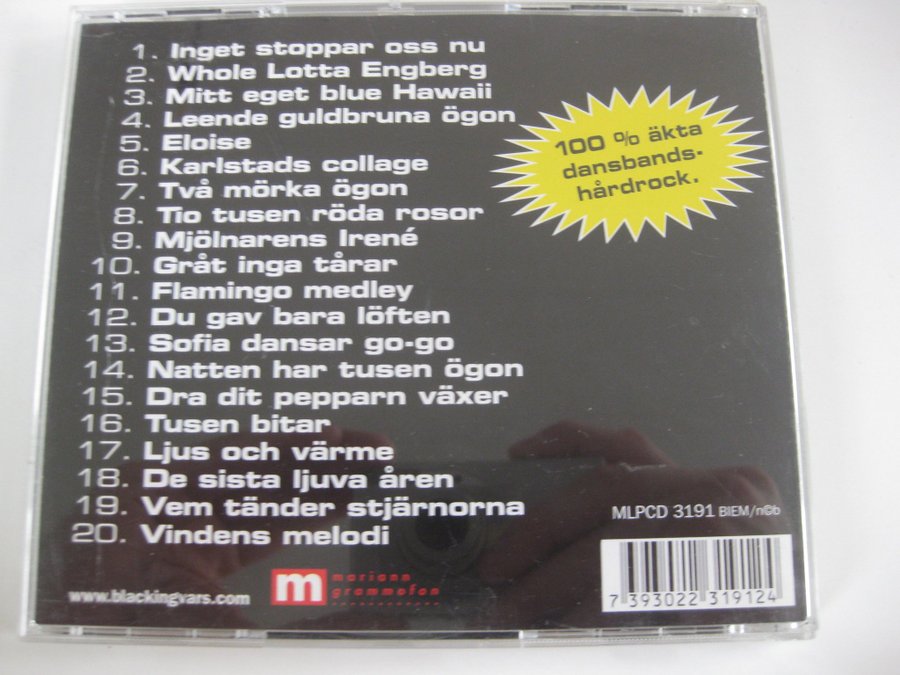 1. Inget stoppar oss nu
2. Whole Lotta Engberg
3. Mitt eget blue Hawaii
4. Leende guldbruna ögon
5. Eloise
6. Karlstads collage
7. Två mörka ögon
8. Tio tusen röda rosor
9. Mjölnarens Irené
10. Gråt inga tårar
11. Flamingo medley
12. Du gav bara löften
13. Sofia dansar go-go
14. Natten har tusen ögon
15. Dra dit pepparn växer
16. Tusen bitar
17. Ljus och värme
18. De sista ljuva åren
19. Vem tänder stjärnorna
20. Vindens melodi
100 % äkta
dansbands-
hårdrock.
MLPCD 3191 BIEM/n©b
www.blackingvars.com
m mariann
grammofon
7 393022 319124